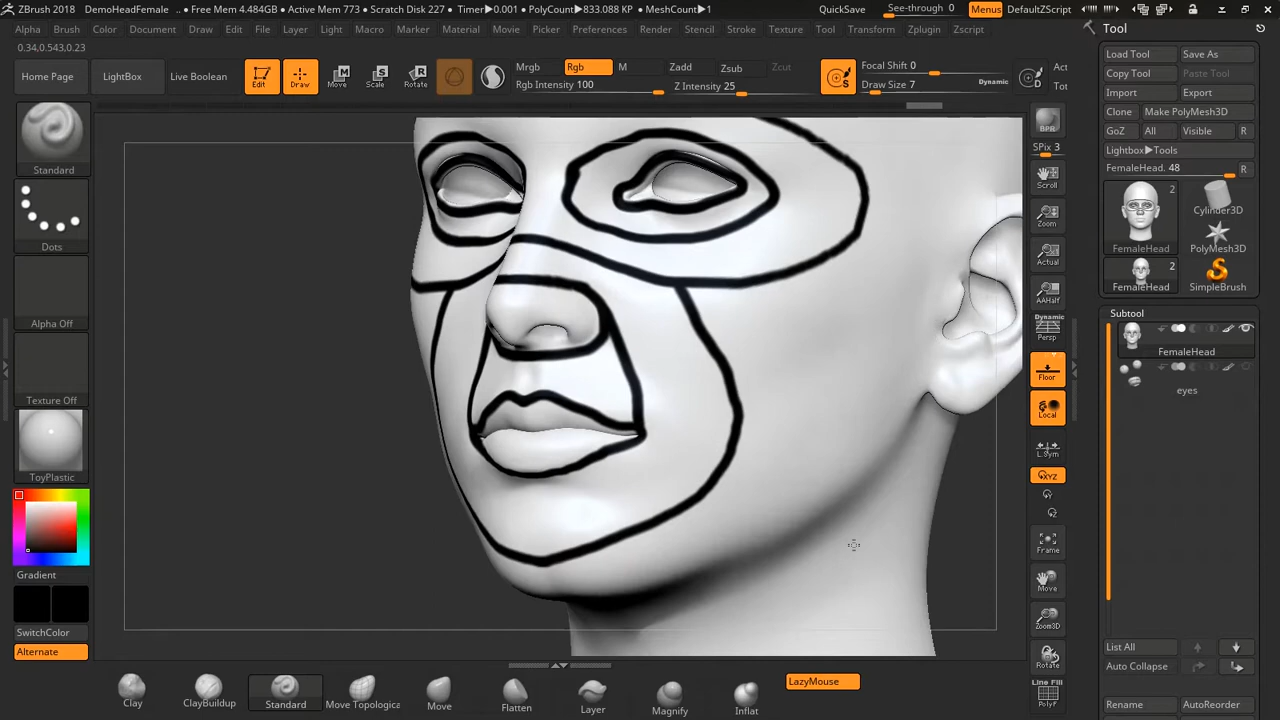 ZBrush 2018 DemoHeadFemale .. • Free Mem 4.484GB • Active Mem 773 • Scratch Disk 227 • Timer▶0.001 • PolyCount▶833.088 KP • MeshCount▶1 QuickSave See-through 0 Menus DefaultZScript
Alpha Brush Color Document Draw Edit File Layer Light Macro Marker Material Movie Picker Preferences Render Stencil Stroke Texture Tool Transform Zplugin Zscript
0.34,0.543,0.23
Home Page LightBox Live Boolean
Edit Draw Move Scale Rotate
Mrgb Rgb M Zadd Zsub Zcut
Rgb Intensity 100 Z Intensity 25
Focal Shift 0
Draw Size 7 Dynamic
Act
Tot
Standard
Dots
Alpha Off
Texture Off
ToyPlastic
Gradient
SwitchColor
Alternate
BPR
SPix 3
Scroll
Zoom
Actual
AAHalf
Dynamic
Persp
Floor
Local
L.Sym
XYZ
Frame
Move
Zoom3D
Rotate
Line Fill
PolyF
Tool
Load Tool Save As
Copy Tool Paste Tool
Import Export
Clone Make PolyMesh3D
GoZ All Visible R
Lightbox▶Tools
FemaleHead. 48 R
2
FemaleHead Cylinder3D
PolyMesh3D
2
FemaleHead SimpleBrush
Subtool
FemaleHead
eyes
List All
Auto Collapse
Rename AutoReorder
Clay ClayBuildup Standard Move Topologica Move Flatten Layer Magnify Inflat
LazyMouse